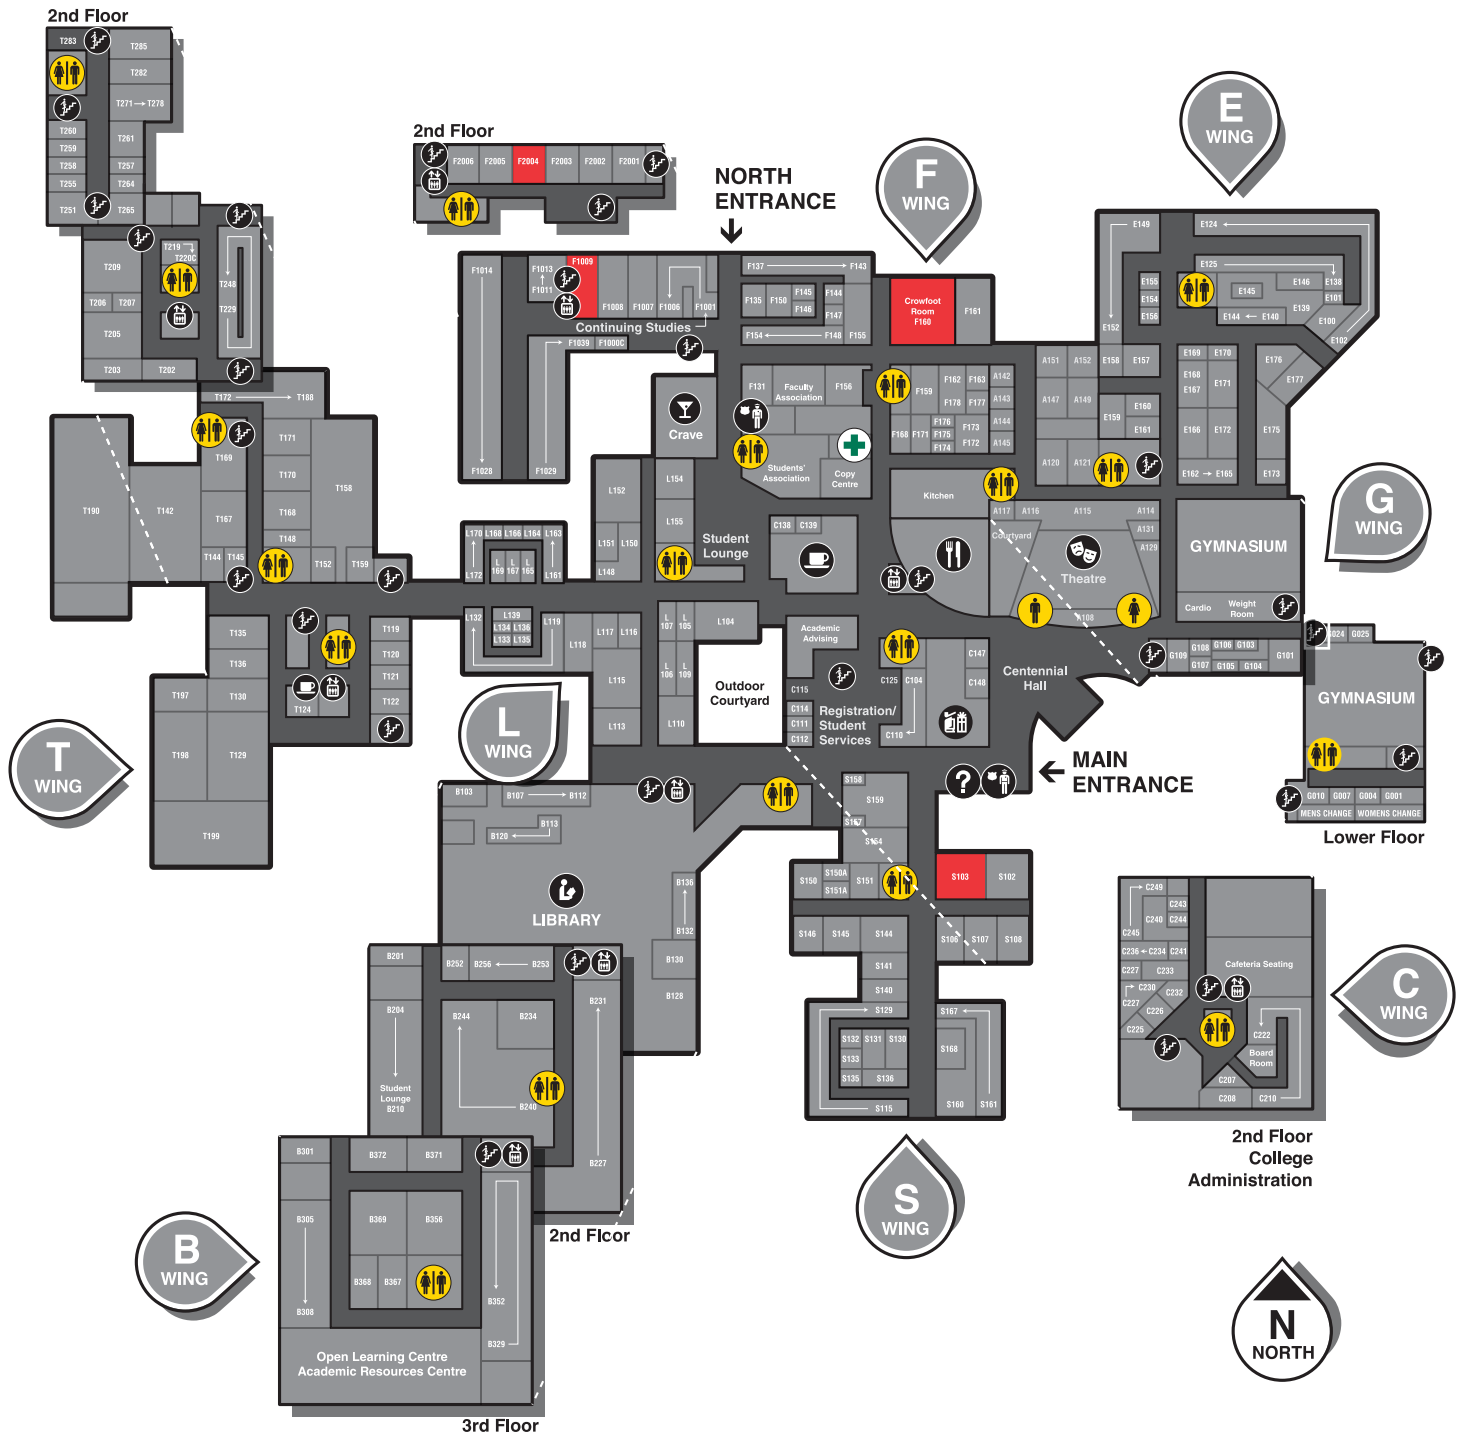 2nd Floor
T283
T285
T282
T271 → T278
T260
T259
T258
T255
T251
T261
T257
T264
T265
T209
T206
T207
T205
T203
T202
T219
T220C
T248
T229
2nd Floor
F2006
F2005
F2004
F2003
F2002
F2001
NORTH
ENTRANCE
F
WING
E
WING
F1014
F1013
F1011
F1009
F1008
F1007
F1006
F1001
Continuing Studies
F1039
F1000C
F1028
F1029
F137
F143
F135
F150
F145
F146
F144
F147
F154
F148
F155
Crowfoot
Room
F160
F161
E149
E124
E125
E146
E138
E145
E101
E139
E100
E144
E140
E102
E155
E154
E156
E152
E158
E157
A151
A152
A147
A149
A120
A121
E159
E160
E161
E169
E170
E168
E167
E171
E166
E172
E162 → E165
E176
E177
E175
E173
Crave
F131
Faculty
Association
F156
Students'
Association
Copy
Centre
F159
F162
F163
F178
F177
F168
F171
F176
F175
F174
F173
F172
A142
A143
A144
A145
T172
T188
T171
T169
T170
T158
T168
T167
T148
T144
T145
T152
T159
T190
T142
L152
L154
L155
L151
L150
L148
L170
L168
L166
L164
L163
L172
L
169
L
167
L
165
L161
Student
Lounge
C138
C139
Kitchen
A117
A116
A115
A114
A131
A129
Courtyard
Theatre
A108
GYMNASIUM
Cardio
Weight
Room
G
WING
G109
G108
G107
G106
G103
G105
G104
G101
G024
G025
GYMNASIUM
G010
G007
G004
G001
MENS CHANGE
WOMENS CHANGE
Lower Floor
T135
T136
T130
T197
T198
T129
T199
T124
T119
T120
T121
T122
T
WING
L132
L139
L134
L136
L133
L135
L119
L118
L117
L116
L115
L113
L
107
L
105
L104
L
106
L
109
L110
L
WING
Outdoor
Courtyard
Academic
Advising
C115
C114
C111
C112
Registration/
Student
Services
C125
C104
C110
C147
C148
Centennial
Hall
MAIN
ENTRANCE
B103
B107
B112
B113
B120
LIBRARY
B136
B132
B130
B128
S158
S159
S157
S154
S150
S150A
S151A
S151
S103
S102
S146
S145
S144
S106
S107
S108
S141
S140
S129
S132
S131
S130
S133
S135
S136
S115
S167
S168
S160
S161
S
WING
B201
B204
Student
Lounge
B210
B252
B256
B253
B244
B234
B240
B231
B227
2nd Floor
B301
B372
B371
B305
B308
B369
B356
B368
B367
B352
B329
Open Learning Centre
Academic Resources Centre
3rd Floor
B
WING
C249
C243
C240
C244
C245
C236
C234
C241
C227
C233
C230
C232
C227
C226
C225
Cafeteria Seating
C222
Board
Room
C207
C208
C210
2nd Floor
College
Administration
C
WING
N
NORTH